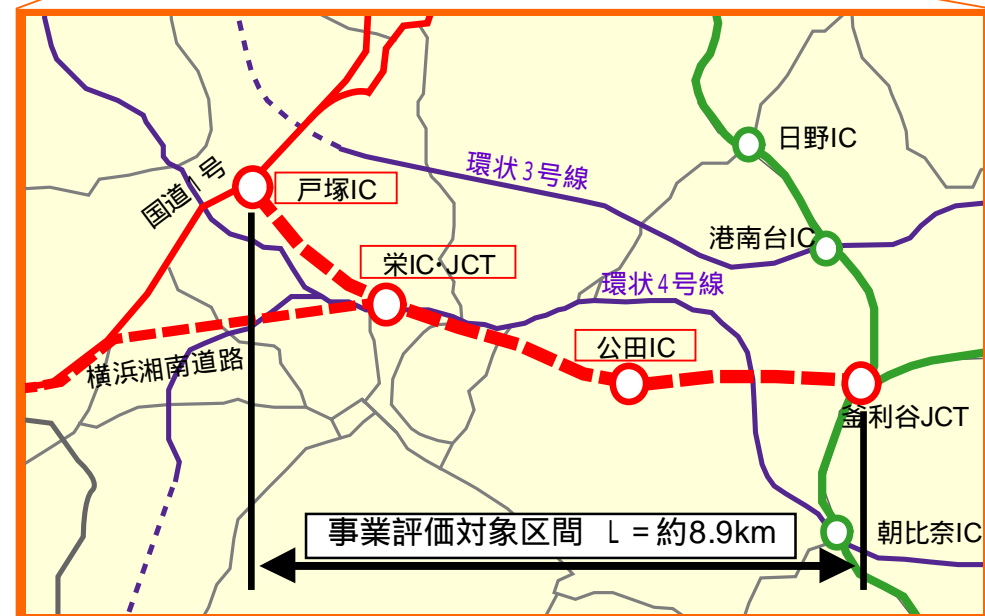 日野IC
環状3号線
国道1号
戸塚IC
港南台IC
栄IC・JCT
環状4号線
公田IC
横浜湘南道路
釜利谷JCT
事業評価対象区間 L = 約8.9km
朝比奈IC